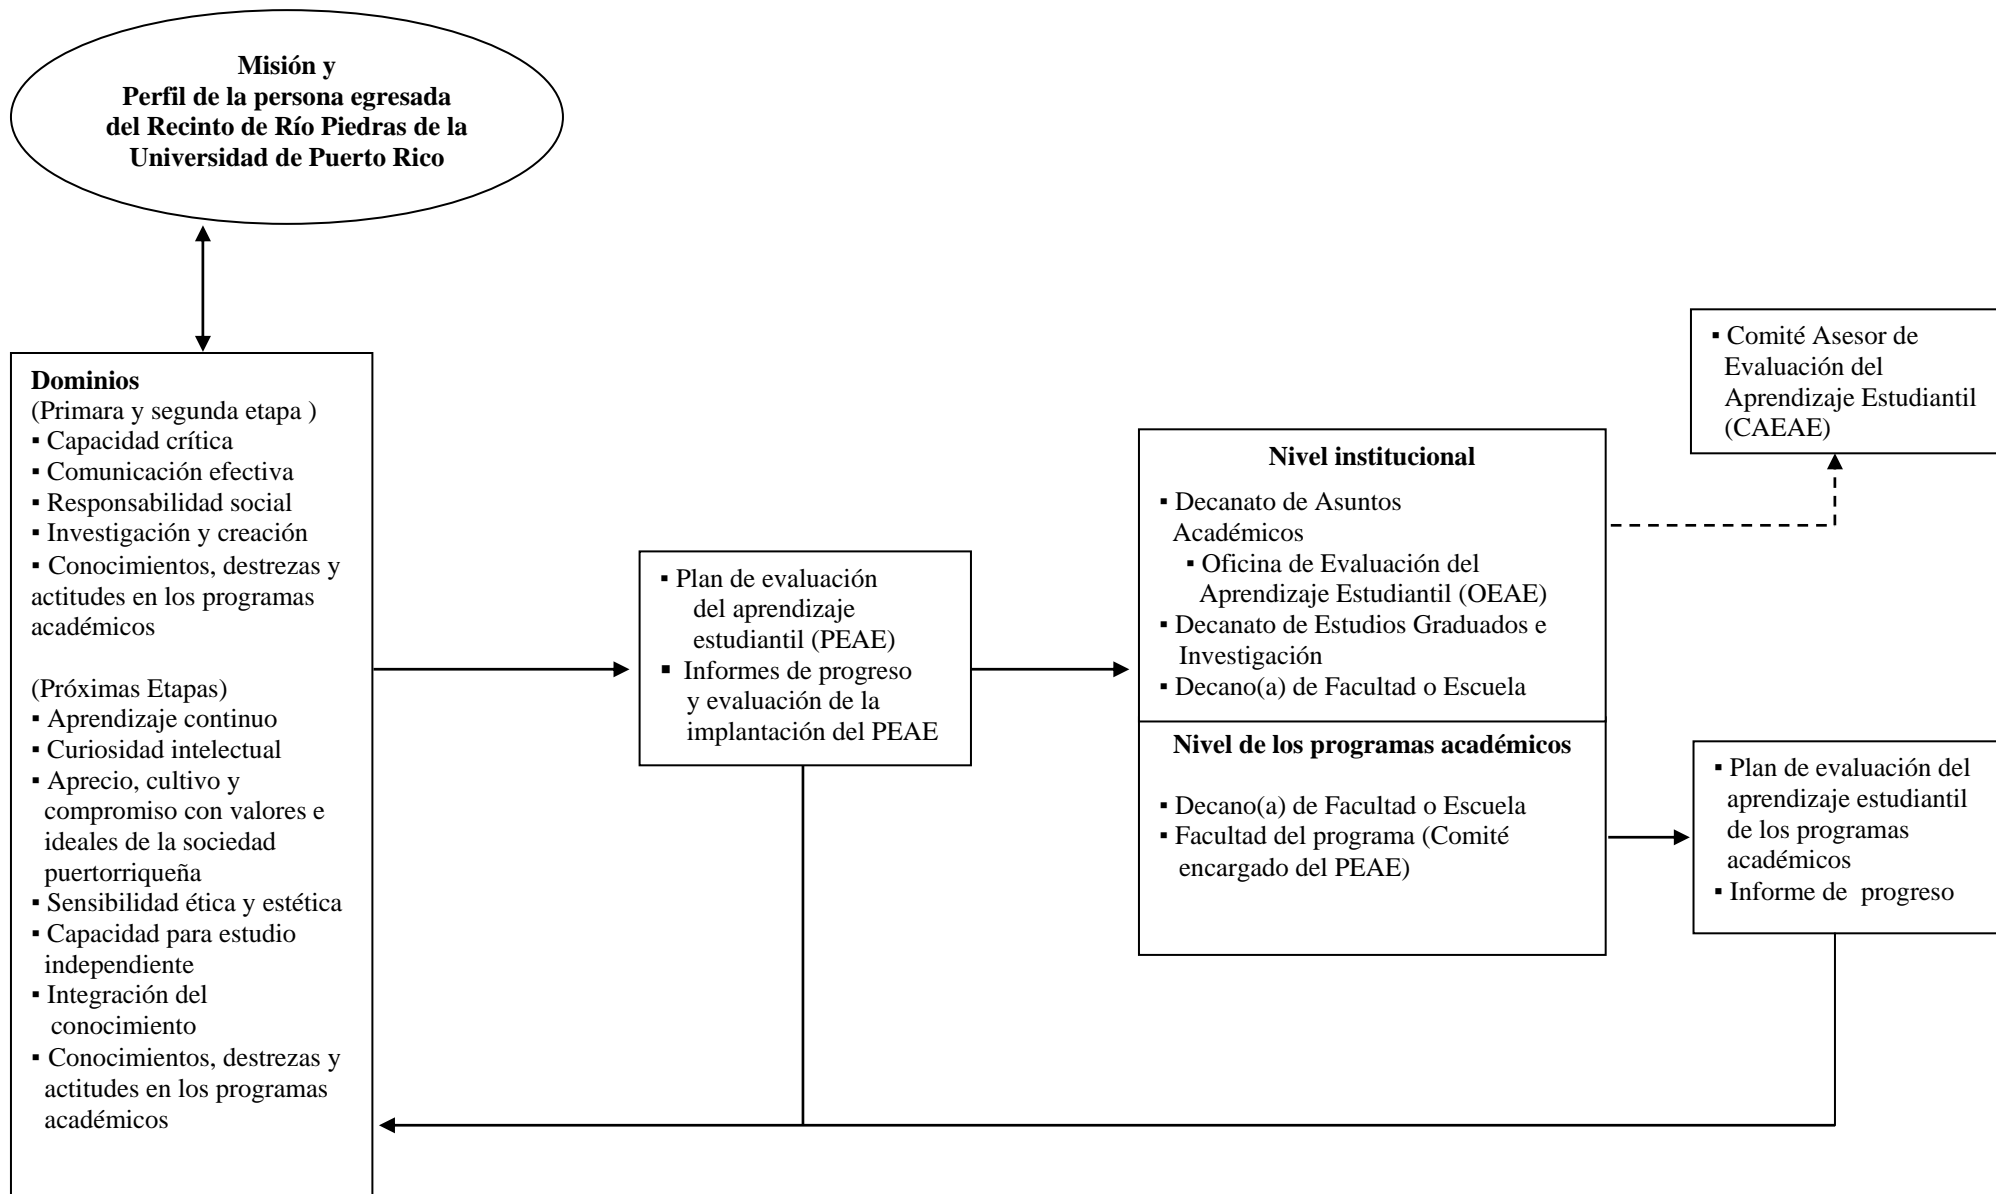 Misión y
Perfil de la persona egresada
del Recinto de Río Piedras de la
Universidad de Puerto Rico
Dominios
(Primara y segunda etapa )
▪ Capacidad crítica
▪ Comunicación efectiva
▪ Responsabilidad social
▪ Investigación y creación
▪ Conocimientos, destrezas y
actitudes en los programas
académicos
(Próximas Etapas)
▪ Aprendizaje continuo
▪ Curiosidad intelectual
▪ Aprecio, cultivo y
compromiso con valores e
ideales de la sociedad
puertorriqueña
▪ Sensibilidad ética y estética
▪ Capacidad para estudio
independiente
▪ Integración del
conocimiento
▪ Conocimientos, destrezas y
actitudes en los programas
académicos
▪ Plan de evaluación
del aprendizaje
estudiantil (PEAE)
▪ Informes de progreso
y evaluación de la
implantación del PEAE
Nivel institucional
▪ Decanato de Asuntos
Académicos
▪ Oficina de Evaluación del
Aprendizaje Estudiantil (OEAE)
▪ Decanato de Estudios Graduados e
Investigación
▪ Decano(a) de Facultad o Escuela
Nivel de los programas académicos
▪ Decano(a) de Facultad o Escuela
▪ Facultad del programa (Comité
encargado del PEAE)
▪ Comité Asesor de
Evaluación del
Aprendizaje Estudiantil
(CAEAE)
▪ Plan de evaluación del
aprendizaje estudiantil
de los programas
académicos
▪ Informe de progreso